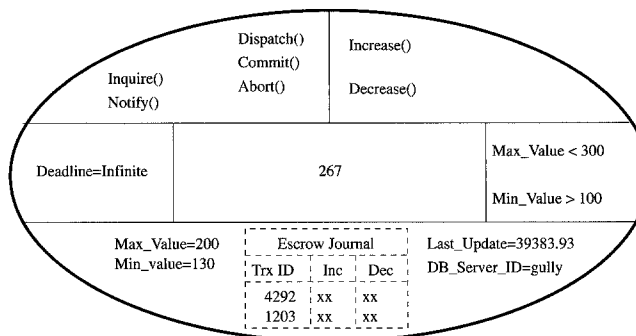 Dispatch()
Commit()
Abort()
Inquire()
Notify()
Increase()
Decrease()
Deadline=Infinite
267
Max_Value < 300
Min_Value > 100
Max_Value=200
Min_value=130
Escrow Journal
Trx ID Inc Dec
4292 xx xx
1203 xx xx
Last_Update=39383.93
DB_Server_ID=gully